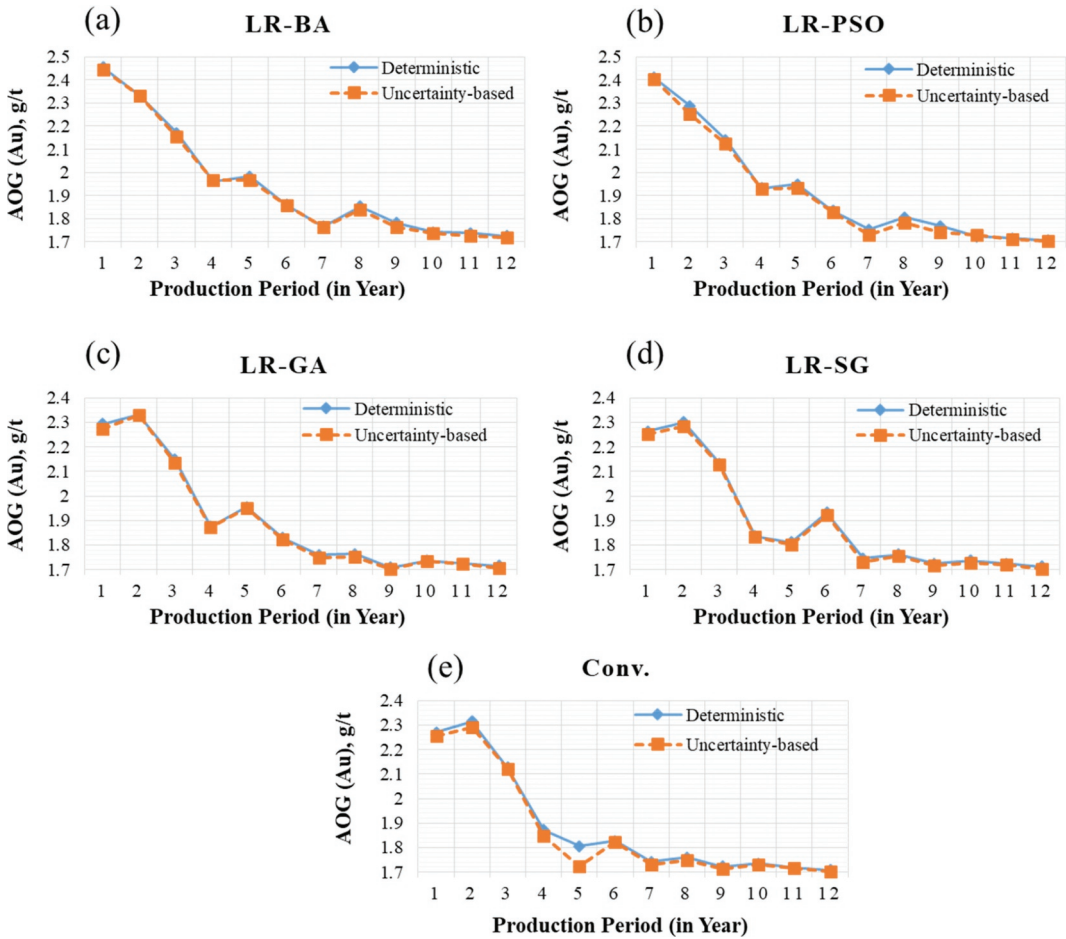 (a)
LR-BA
AOG (Au), g/t
2.5
2.4
2.3
2.2
2.1
2
1.9
1.8
1.7
Deterministic
Uncertainty-based
1 2 3 4 5 6 7 8 9 10 11 12
Production Period (in Year)
(b)
LR-PSO
AOG (Au), g/t
2.5
2.4
2.3
2.2
2.1
2
1.9
1.8
1.7
Deterministic
Uncertainty-based
1 2 3 4 5 6 7 8 9 10 11 12
Production Period (in Year)
(c)
LR-GA
AOG (Au), g/t
2.4
2.3
2.2
2.1
2
1.9
1.8
1.7
Deterministic
Uncertainty-based
1 2 3 4 5 6 7 8 9 10 11 12
Production Period (in Year)
(d)
LR-SG
AOG (Au), g/t
2.4
2.3
2.2
2.1
2
1.9
1.8
1.7
Deterministic
Uncertainty-based
1 2 3 4 5 6 7 8 9 10 11 12
Production Period (in Year)
(e)
Conv.
AOG (Au), g/t
2.4
2.3
2.2
2.1
2
1.9
1.8
1.7
Deterministic
Uncertainty-based
1 2 3 4 5 6 7 8 9 10 11 12
Production Period (in Year)